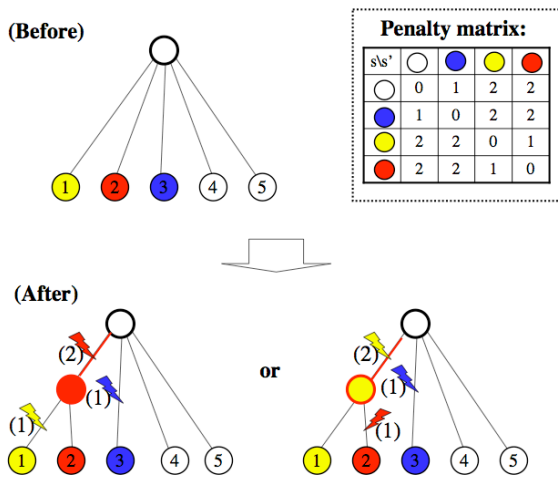 (Before)
Penalty matrix:
s\s'
0 1 2 2
1 0 2 2
2 2 0 1
2 2 1 0
1 2 3 4 5
(After)
(2)
(1)
(1)
1 2 3 4 5
or
(2)
(1)
(1)
1 2 3 4 5